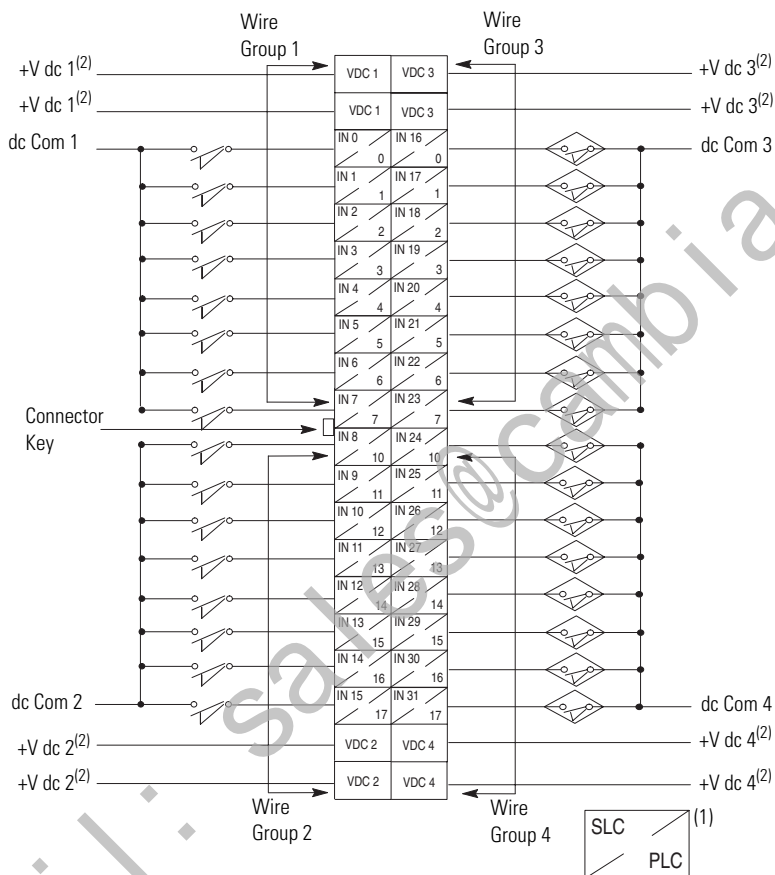 Wire
Group 1
Wire
Group 3
+V dc 1(2)
VDC 1 VDC 3
+V dc 3(2)
+V dc 1(2)
VDC 1 VDC 3
+V dc 3(2)
dc Com 1
IN 0 0 IN 16 0
dc Com 3
IN 1 1 IN 17 1
IN 2 2 IN 18 2
IN 3 3 IN 19 3
IN 4 4 IN 20 4
IN 5 5 IN 21 5
IN 6 6 IN 22 6
IN 7 7 IN 23 7
Connector
Key
IN 8 10 IN 24 10
IN 9 11 IN 25 11
IN 10 12 IN 26 12
IN 11 13 IN 27 13
IN 12 14 IN 28 14
IN 13 15 IN 29 15
IN 14 16 IN 30 16
dc Com 2
IN 15 17 IN 31 17
dc Com 4
+V dc 2(2)
VDC 2 VDC 4
+V dc 4(2)
+V dc 2(2)
VDC 2 VDC 4
+V dc 4(2)
Wire
Group 2
Wire
Group 4
SLC
PLC
(1)
il: sales@cambia